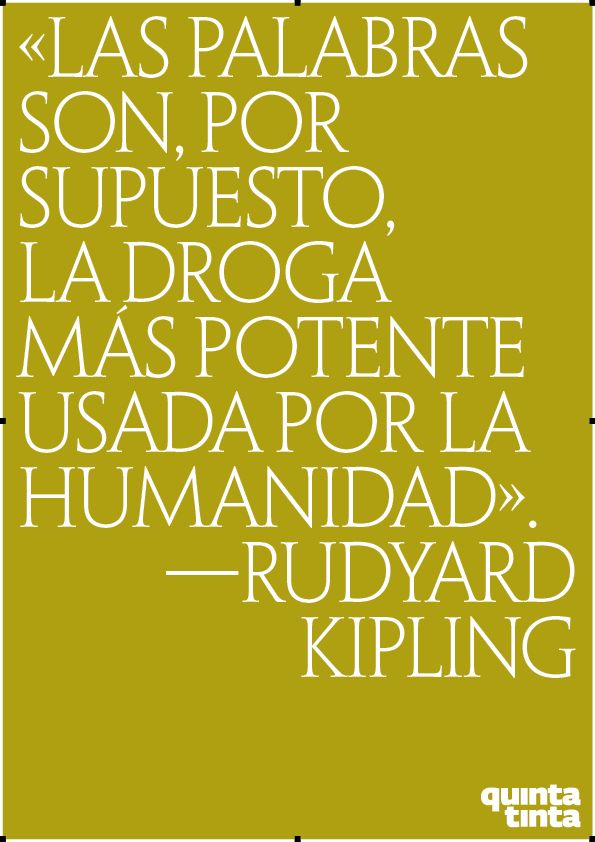 «LAS PALABRAS
SON, POR
SUPUESTO,
LA DROGA
MÁS POTENTE
USADA POR LA
HUMANIDAD».
—RUDYARD
KIPLING
quinta
tinta